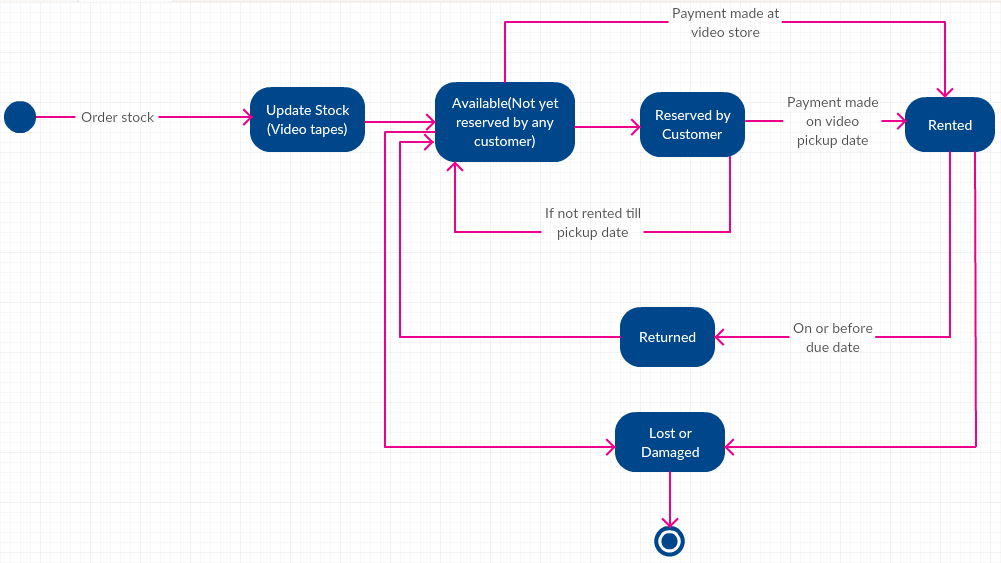 Payment made at
video store
Order stock
Update Stock
(Video tapes)
Available(Not yet
reserved by any
customer)
Reserved by
Customer
Payment made
on video
pickup date
Rented
If not rented till
pickup date
Returned
On or before
due date
Lost or
Damaged